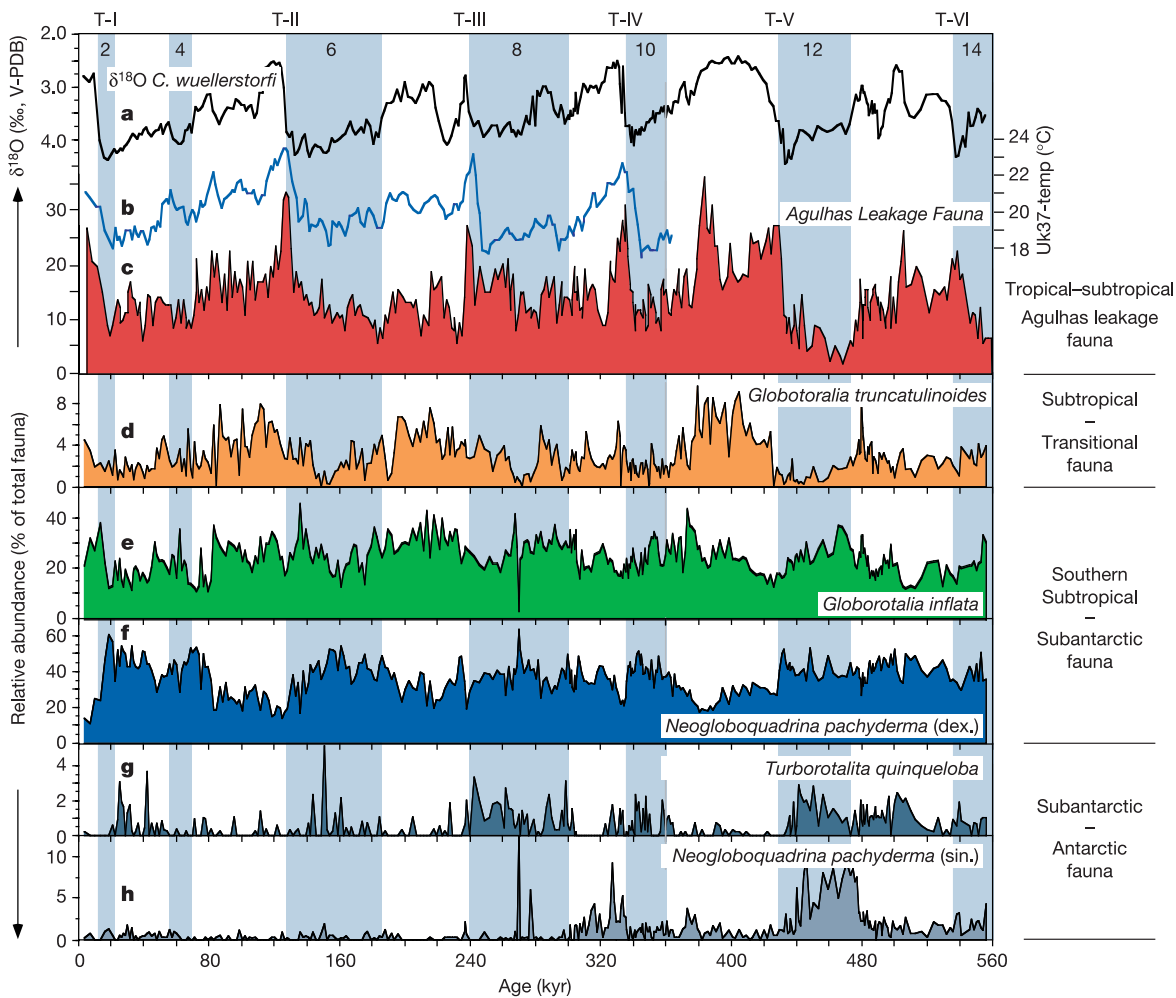 T-I T-II T-III T-IV T-V T-VI
2 4 6 8 10 12 14
2.0
3.0
4.0
δ18O (‰, V-PDB)
δ18O C. wuellerstorfi
a
24
22
20
18
Uk37-temp (°C)
b
Agulhas Leakage Fauna
30
20
10
0
c
Tropical–subtropical
Agulhas leakage
fauna
8
4
0
d
Globotoralia truncatulinoides
Subtropical
–
Transitional
fauna
Relative abundance (% of total fauna)
40
20
0
e
Globorotalia inflata
Southern
Subtropical
–
Subantarctic
fauna
60
40
20
0
f
Neogloboquadrina pachyderma (dex.)
4
2
0
g
Turborotalita quinqueloba
Subantarctic
–
Antarctic
fauna
10
5
0
h
Neogloboquadrina pachyderma (sin.)
0 80 160 240 320 400 480 560
Age (kyr)